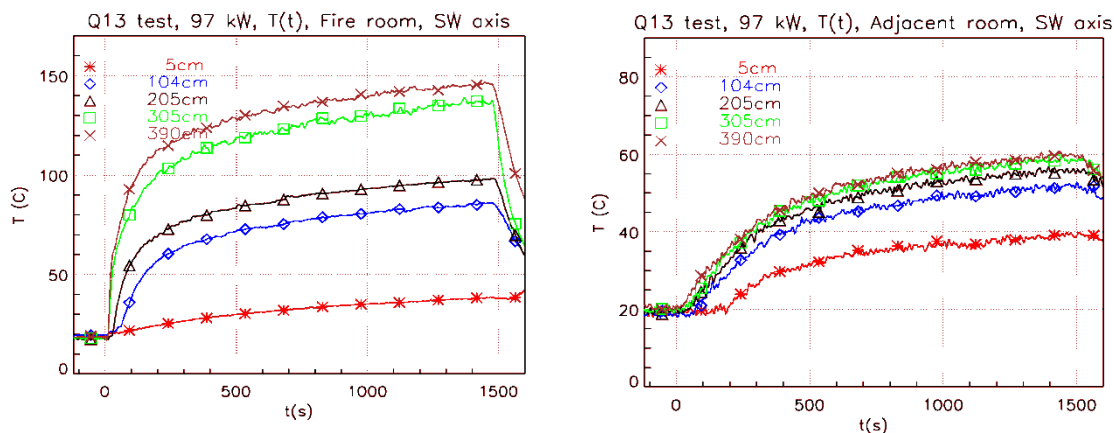 Q13 test, 97 kW, T(t), Fire room, SW axis
150
100
50
0
T (C)
5cm
104cm
205cm
305cm
390cm
0
500
1000
1500
t(s)
Q13 test, 97 kW, T(t), Adjacent room, SW axis
80
60
40
20
0
T (C)
5cm
104cm
205cm
305cm
390cm
0
500
1000
1500
t(s)